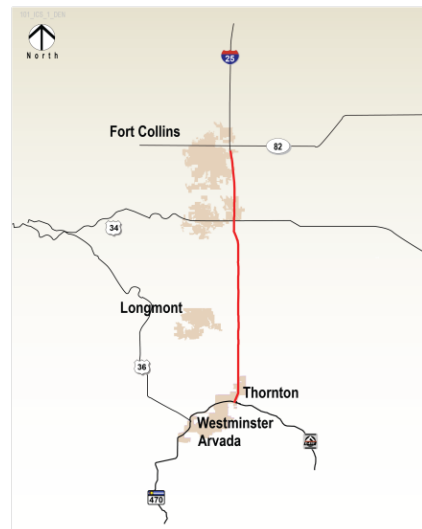 North
25
Fort Collins
82
34
Longmont
36
Thornton
Westminster
Arvada
470